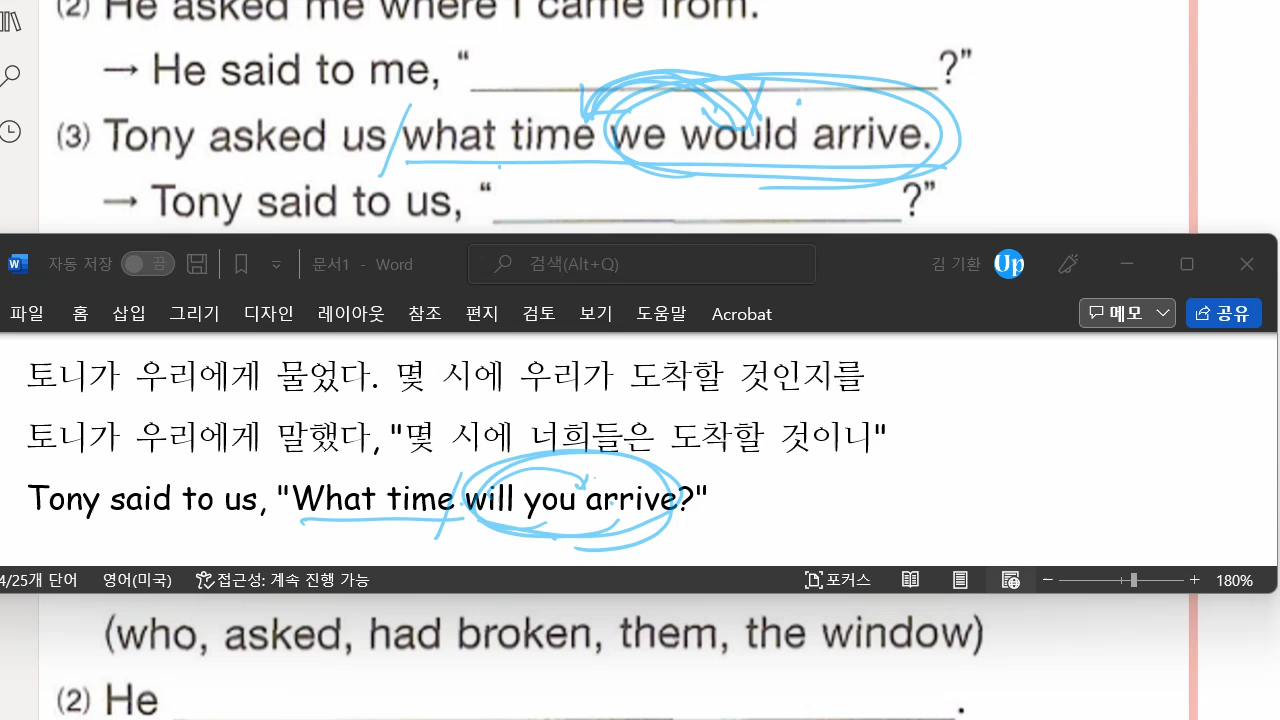 (2) He asked me where I came from.
→ He said to me, “ ?”
(3) Tony asked us what time we would arrive.
→ Tony said to us, “ ?”
자동 저장 끔 문서1 - Word 검색(Alt+Q) 김 기환 Up
파일 홈 삽입 그리기 디자인 레이아웃 참조 편지 검토 보기 도움말 Acrobat 메모 공유
토니가 우리에게 물었다. 몇 시에 우리가 도착할 것인지를
토니가 우리에게 말했다, "몇 시에 너희들은 도착할 것이니"
Tony said to us, "What time will you arrive?"
4/25개 단어 영어(미국) 접근성: 계속 진행 가능 포커스 180%
(who, asked, had broken, them, the window)
(2) He .